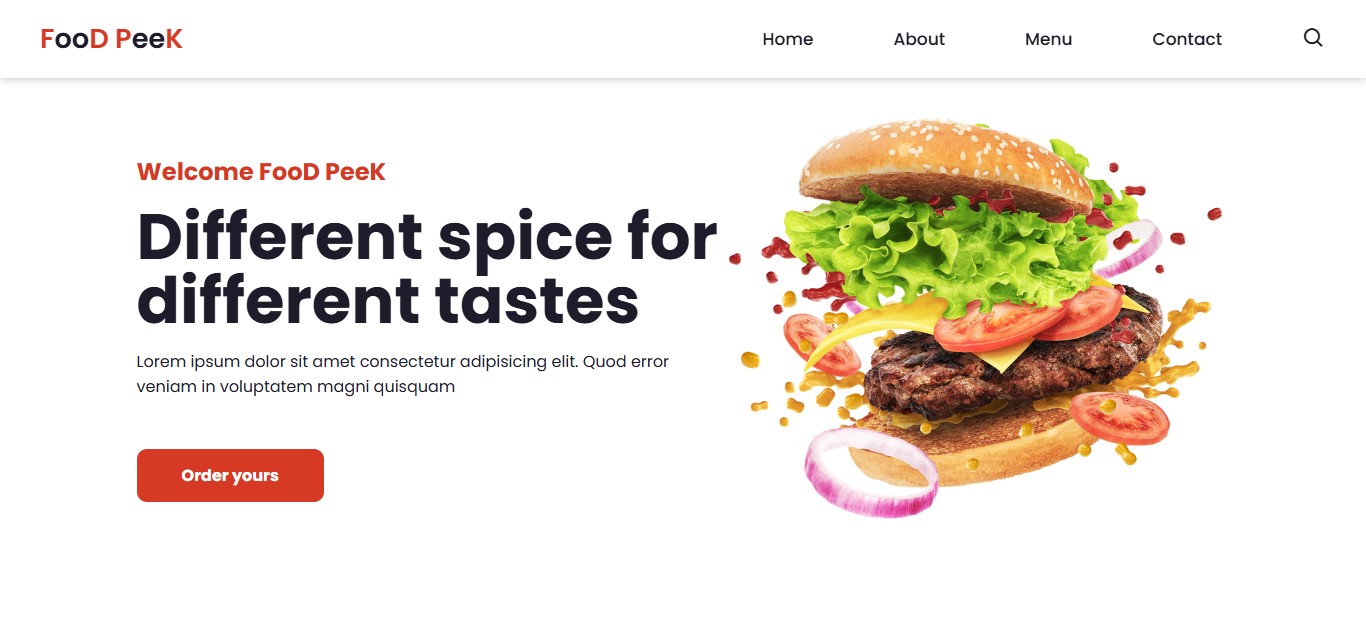 FooD PeeK
Home About Menu Contact
Welcome FooD PeeK
Different spice for
different tastes
Lorem ipsum dolor sit amet consectetur adipisicing elit. Quod error
veniam in voluptatem magni quisquam
Order yours